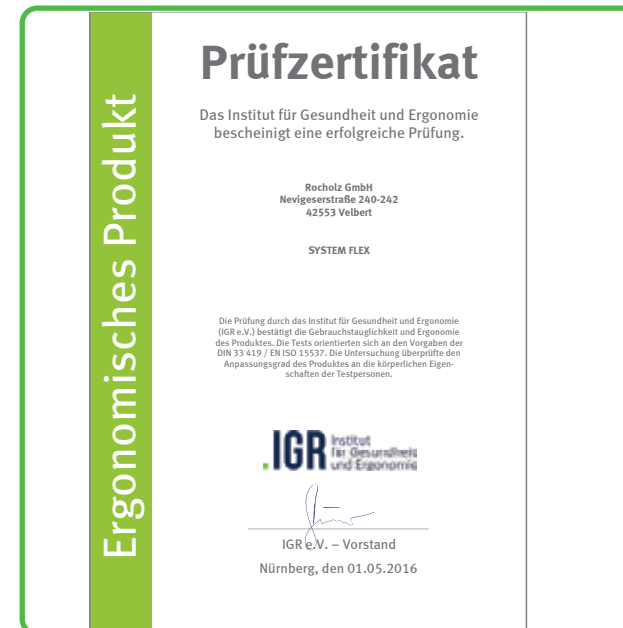 Ergonomisches Produkt
Prüfzertifikat
Das Institut für Gesundheit und Ergonomie
bescheinigt eine erfolgreiche Prüfung.
Rocholz GmbH
Nevigeserstraße 240-242
42553 Velbert
SYSTEM FLEX
Die Prüfung durch das Institut für Gesundheit und Ergonomie
(IGR e.V.) bestätigt die Gebrauchstauglichkeit und Ergonomie
des Produktes. Die Tests orientierten sich an den Vorgaben der
DIN 33 419 / EN ISO 15537. Die Untersuchung überprüfte den
Anpassungsgrad des Produktes an die körperlichen Eigen-
schaften der Testpersonen.
.IGR Institut
für Gesundheit
und Ergonomie
IGR e.V. – Vorstand
Nürnberg, den 01.05.2016